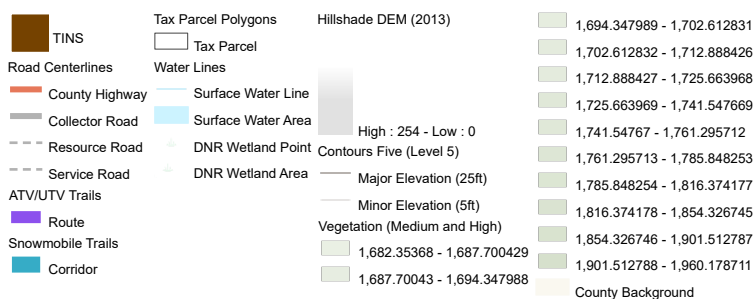 TINS
Road Centerlines
County Highway
Collector Road
Resource Road
Service Road
ATV/UTV Trails
Route
Snowmobile Trails
Corridor
Tax Parcel Polygons
Tax Parcel
Water Lines
Surface Water Line
Surface Water Area
DNR Wetland Point
DNR Wetland Area
Hillshade DEM (2013)
High : 254 - Low : 0
Contours Five (Level 5)
Major Elevation (25ft)
Minor Elevation (5ft)
Vegetation (Medium and High)
1,682.35368 - 1,687.700429
1,687.70043 - 1,694.347988
1,694.347989 - 1,702.612831
1,702.612832 - 1,712.888426
1,712.888427 - 1,725.663968
1,725.663969 - 1,741.547669
1,741.54767 - 1,761.295712
1,761.295713 - 1,785.848253
1,785.848254 - 1,816.374177
1,816.374178 - 1,854.326745
1,854.326746 - 1,901.512787
1,901.512788 - 1,960.178711
County Background